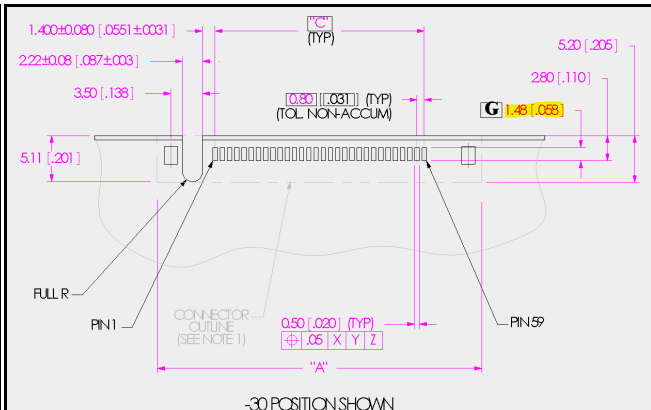 1.400±0.080 [.0551±.0031]
"C"
(TYP)
5.20 [.205]
2.22±0.08 [.087±.003]
2.80 [.110]
3.50 [.138]
0.80 [.031] (TYP)
(TOL. NON-ACCUM)
G 1.48 [.058]
5.11 [.201]
FULL R
PIN 1
CONNECTOR
OUTLINE
(SEE NOTE 1)
0.50 [.020] (TYP)
⌖ .05 X Y Z
PIN 59
"A"
-30 POSITION SHOWN